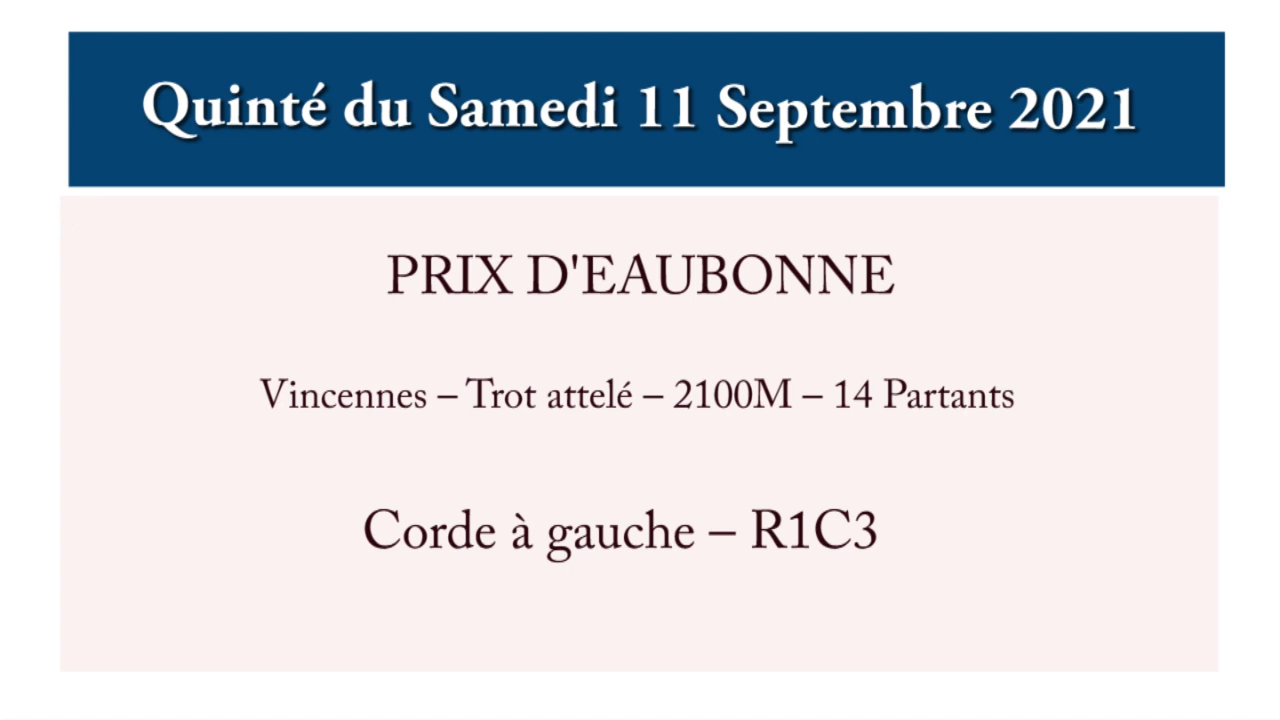 Quinté du Samedi 11 Septembre 2021
PRIX D'EAUBONNE
Vincennes – Trot attelé – 2100M – 14 Partants
Corde à gauche – R1C3